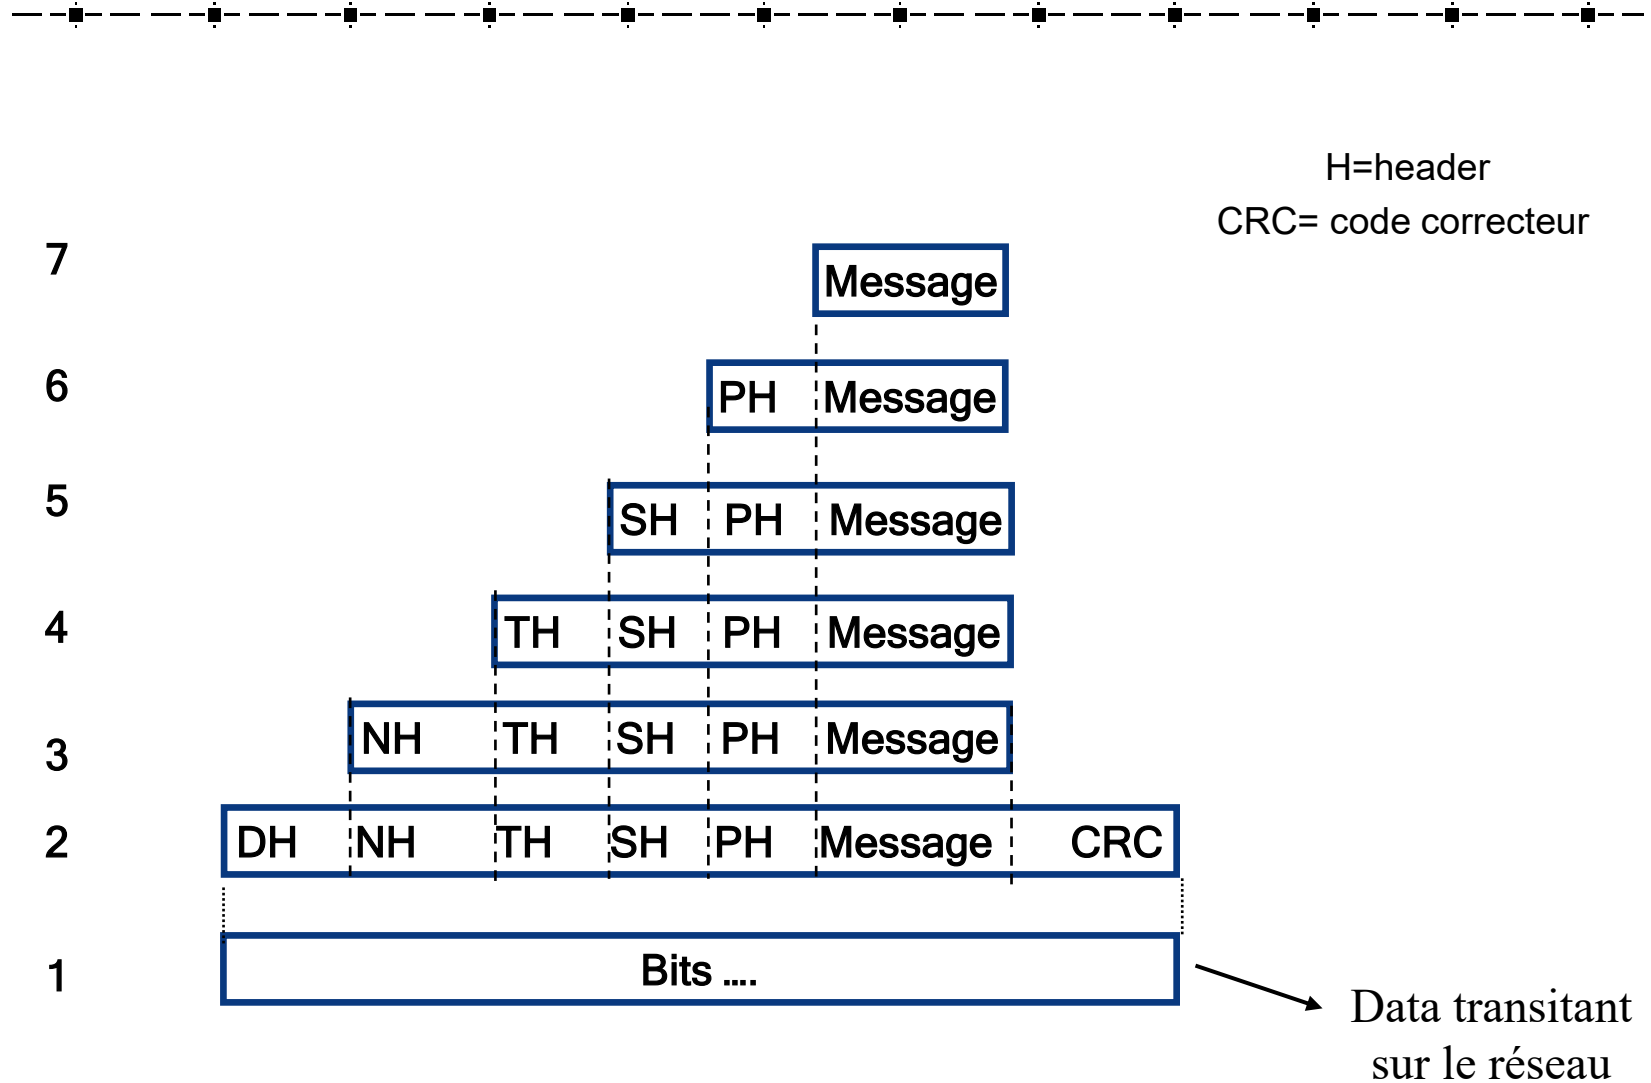 H=header
CRC= code correcteur
7 Message
6 PH Message
5 SH PH Message
4 TH SH PH Message
3 NH TH SH PH Message
2 DH NH TH SH PH Message CRC
1 Bits ....
Data transitant
sur le réseau